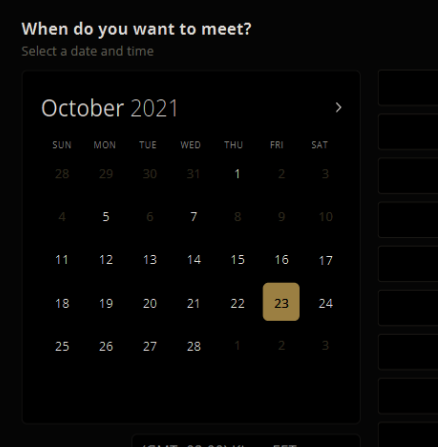 When do you want to meet?
Select a date and time
October 2021
SUN MON TUE WED THU FRI SAT
28 29 30 31 1 2 3
4 5 6 7 8 9 10
11 12 13 14 15 16 17
18 19 20 21 22 23 24
25 26 27 28 1 2 3